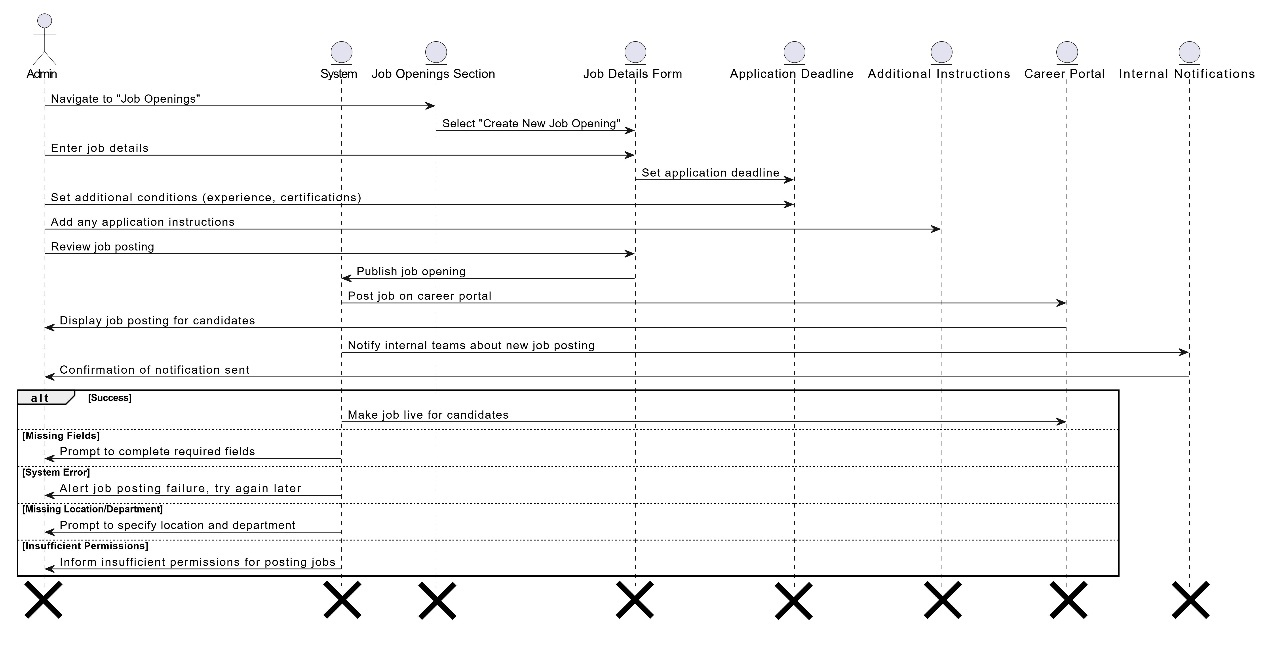 Admin
System
Job Openings Section
Job Details Form
Application Deadline
Additional Instructions
Career Portal
Internal Notifications
Navigate to "Job Openings"
Select "Create New Job Opening"
Enter job details
Set application deadline
Set additional conditions (experience, certifications)
Add any application instructions
Review job posting
Publish job opening
Post job on career portal
Display job posting for candidates
Notify internal teams about new job posting
Confirmation of notification sent
alt [Success]
Make job live for candidates
[Missing Fields]
Prompt to complete required fields
[System Error]
Alert job posting failure, try again later
[Missing Location/Department]
Prompt to specify location and department
[Insufficient Permissions]
Inform insufficient permissions for posting jobs